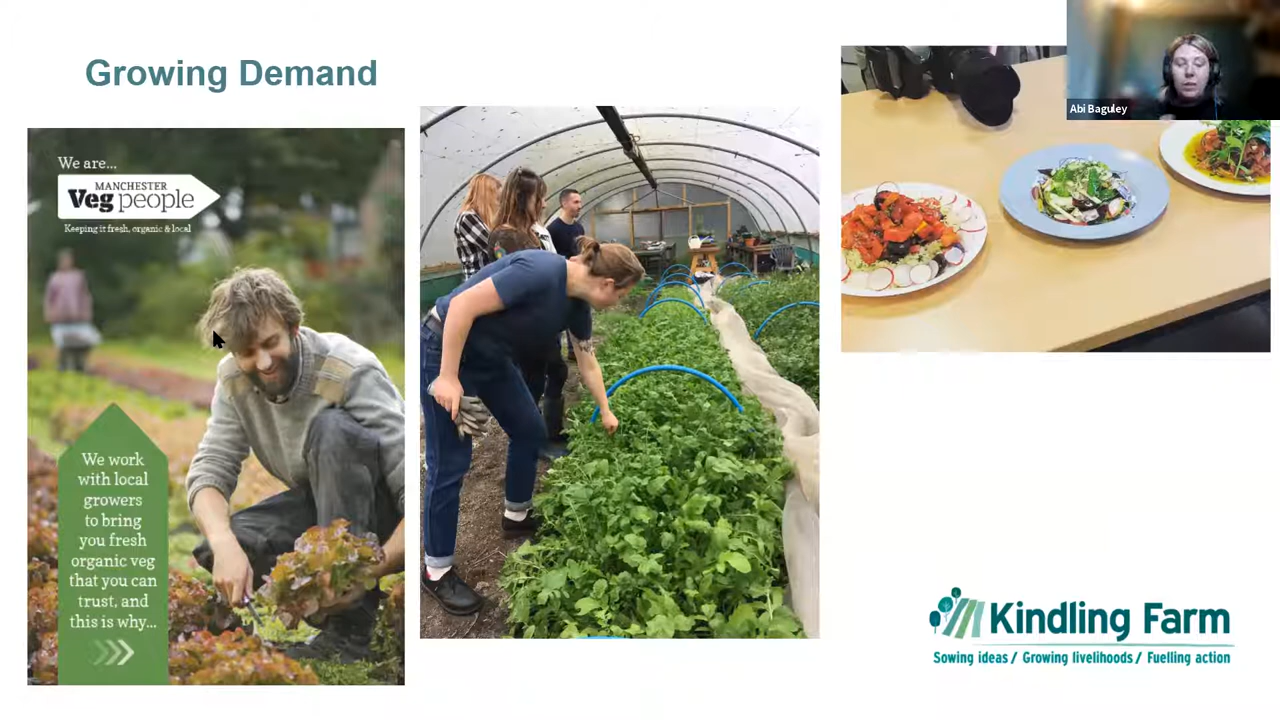 Growing Demand
We are...
MANCHESTER
Veg people
Keeping it fresh, organic & local
We work
with local
growers
to bring
you fresh
organic veg
that you can
trust, and
this is why...
Abi Baguley
Kindling Farm
Sowing ideas / Growing livelihoods / Fuelling action